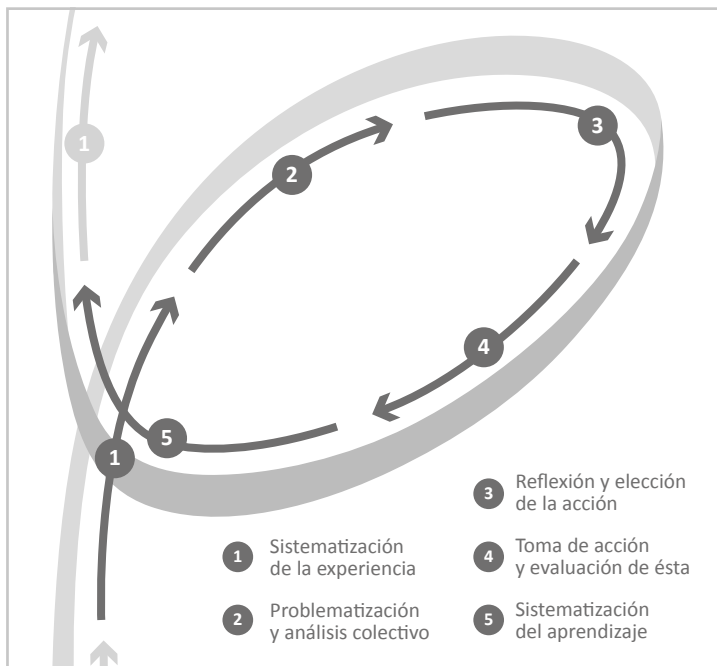 1
3
2
4
5
1
1 Sistematización
de la experiencia
2 Problematización
y análisis colectivo
3 Reflexión y elección
de la acción
4 Toma de acción
y evaluación de ésta
5 Sistematización
del aprendizaje